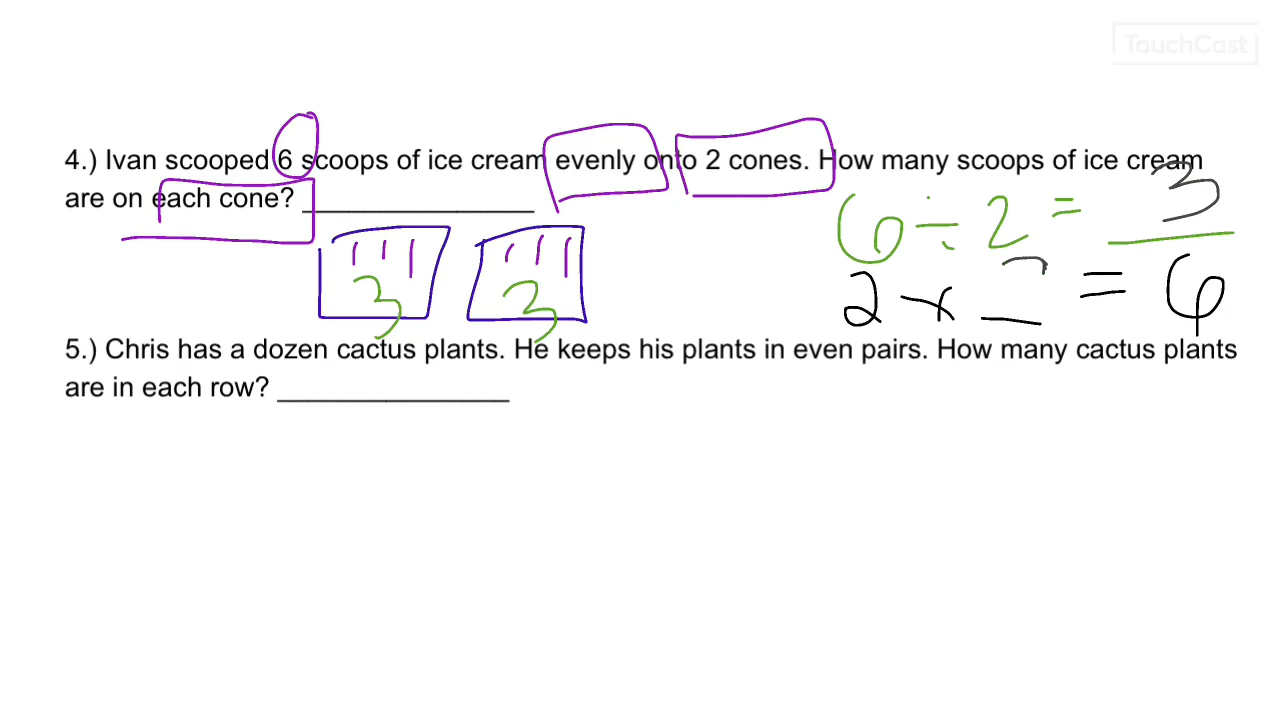 TouchCast
4.) Ivan scooped 6 scoops of ice cream evenly onto 2 cones. How many scoops of ice cream
are on each cone? _______________
6 ÷ 2 = 3
3 3
2 x __ = 6
5.) Chris has a dozen cactus plants. He keeps his plants in even pairs. How many cactus plants
are in each row? _______________